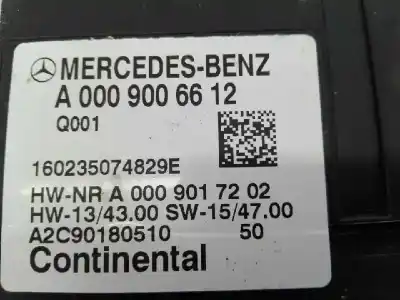 MERCEDES-BENZ
A 000 900 66 12
Q001
160235074829E
HW-NR A 000 901 72 02
HW-13/43.00 SW-15/47.00
A2C90180510 50
Continental